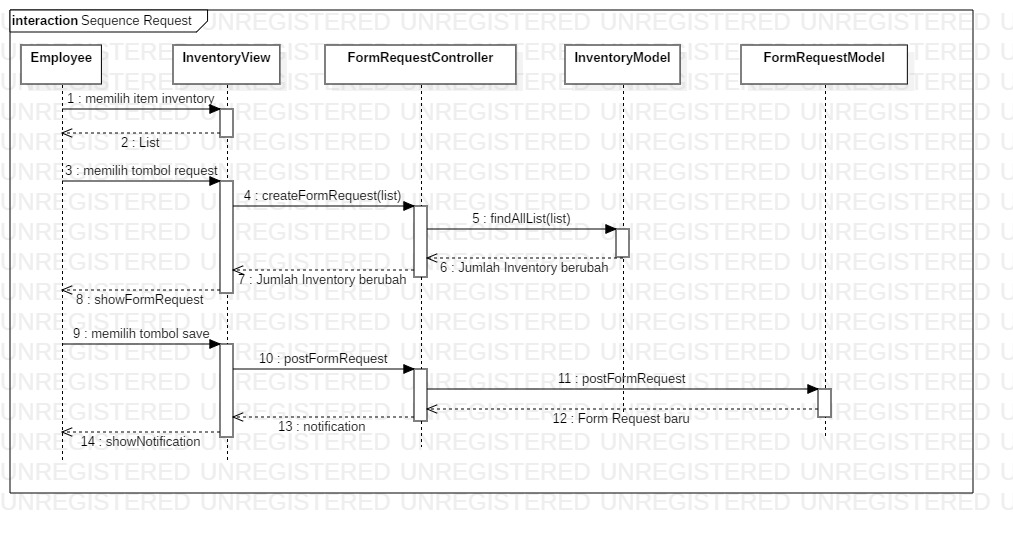 interaction Sequence Request
Employee
InventoryView
FormRequestController
InventoryModel
FormRequestModel
1 : memilih item inventory
2 : List
3 : memilih tombol request
4 : createFormRequest(list)
5 : findAllList(list)
6 : Jumlah Inventory berubah
7 : Jumlah Inventory berubah
8 : showFormRequest
9 : memilih tombol save
10 : postFormRequest
11 : postFormRequest
12 : Form Request baru
13 : notification
14 : showNotification
UNREGISTERED UNREGISTERED UNREGISTERED UNREGISTERED UNREGISTERED